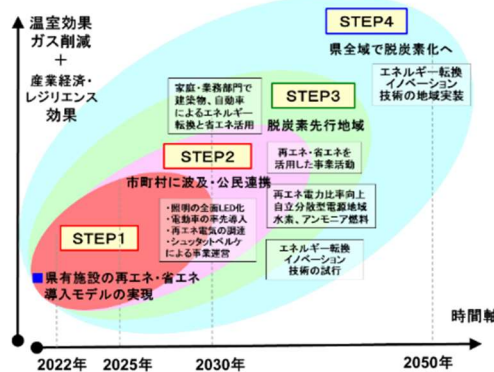 温室効果
ガス削減
+
産業経済・
レジリエンス
効果
STEP4
県全域で脱炭素化へ
エネルギー転換
イノベーション
技術の地域実装
家庭・業務部門で
建築物、自動車
によるエネルギー
転換と省エネ活用
STEP3
脱炭素先行地域
再エネ・省エネを
活用した事業活動
再エネ電力比率向上
自立分散型電源地域
水素、アンモニア燃料
エネルギー転換
イノベーション
技術の試行
STEP2
市町村に波及・公民連携
・照明の全面LED化
・電動車の率先導入
・再エネ電気の調達
・シュタットベルケ
による事業運営
STEP1
■県有施設の再エネ・省エネ
導入モデルの実現
時間軸
2022年
2025年
2030年
2050年